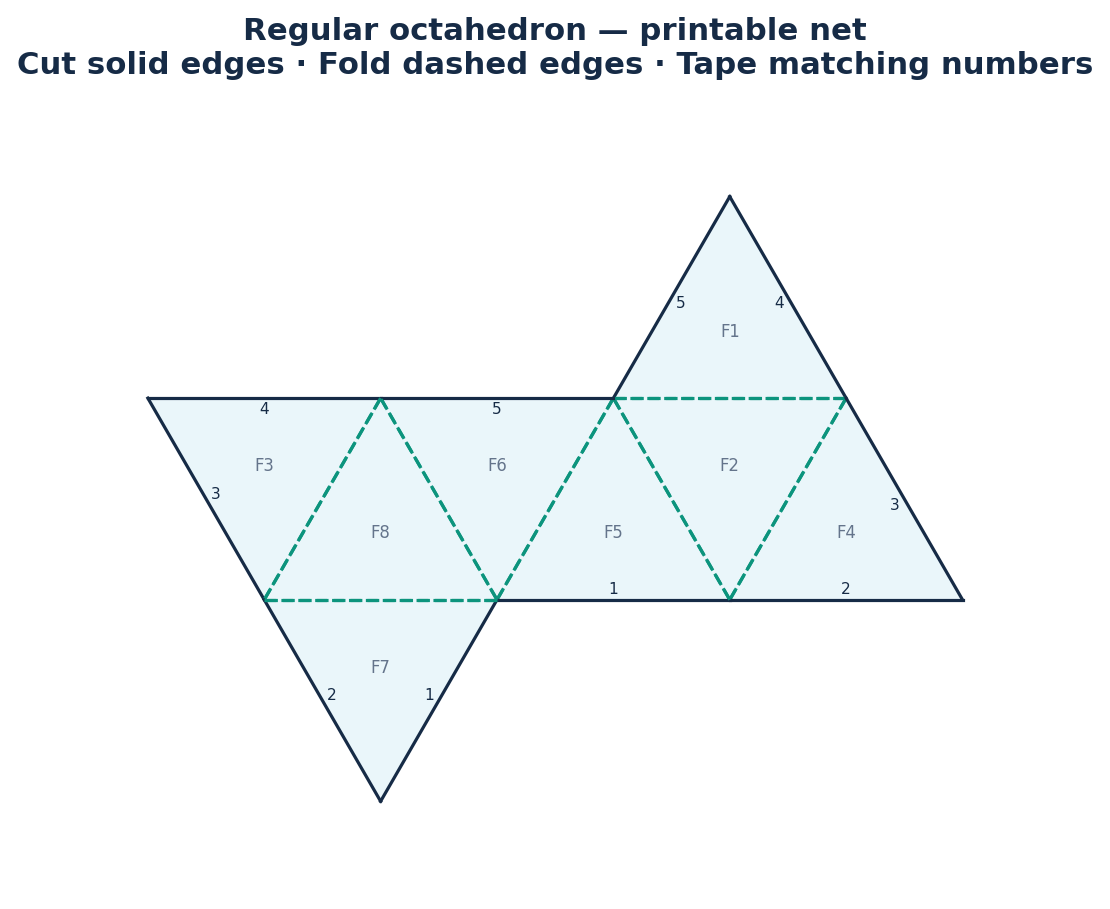 Regular octahedron — printable net
Cut solid edges · Fold dashed edges · Tape matching numbers
5
4
F1
4
5
F3
F6
F2
3
3
F8
F5
F4
1
2
F7
2
1